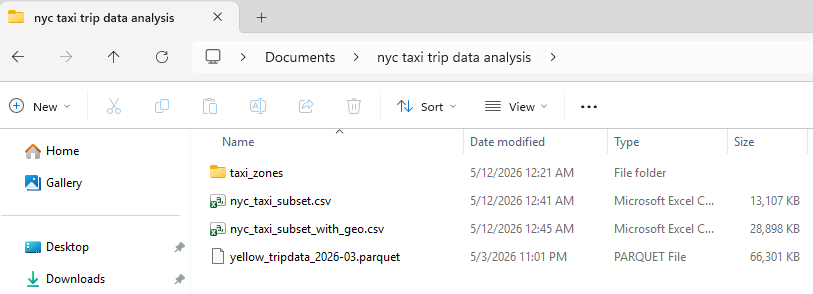 nyc taxi trip data analysis
Documents nyc taxi trip data analysis
New Sort View
Name Date modified Type Size
Home
Gallery
Desktop
Downloads
taxi_zones 5/12/2026 12:21 AM File folder
nyc_taxi_subset.csv 5/12/2026 12:41 AM Microsoft Excel C... 13,107 KB
nyc_taxi_subset_with_geo.csv 5/12/2026 12:45 AM Microsoft Excel C... 28,898 KB
yellow_tripdata_2026-03.parquet 5/3/2026 11:01 PM PARQUET File 66,301 KB